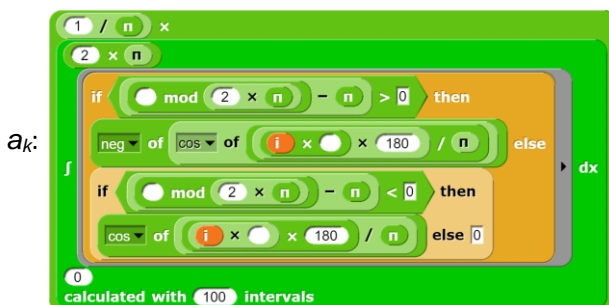 1 / π ×
2 × π
if mod 2 × π − π > 0 then
neg of cos of i × × 180 / π else
aₖ:
∫ dx
if mod 2 × π − π < 0 then
cos of i × × 180 / π else 0
0
calculated with 100 intervals